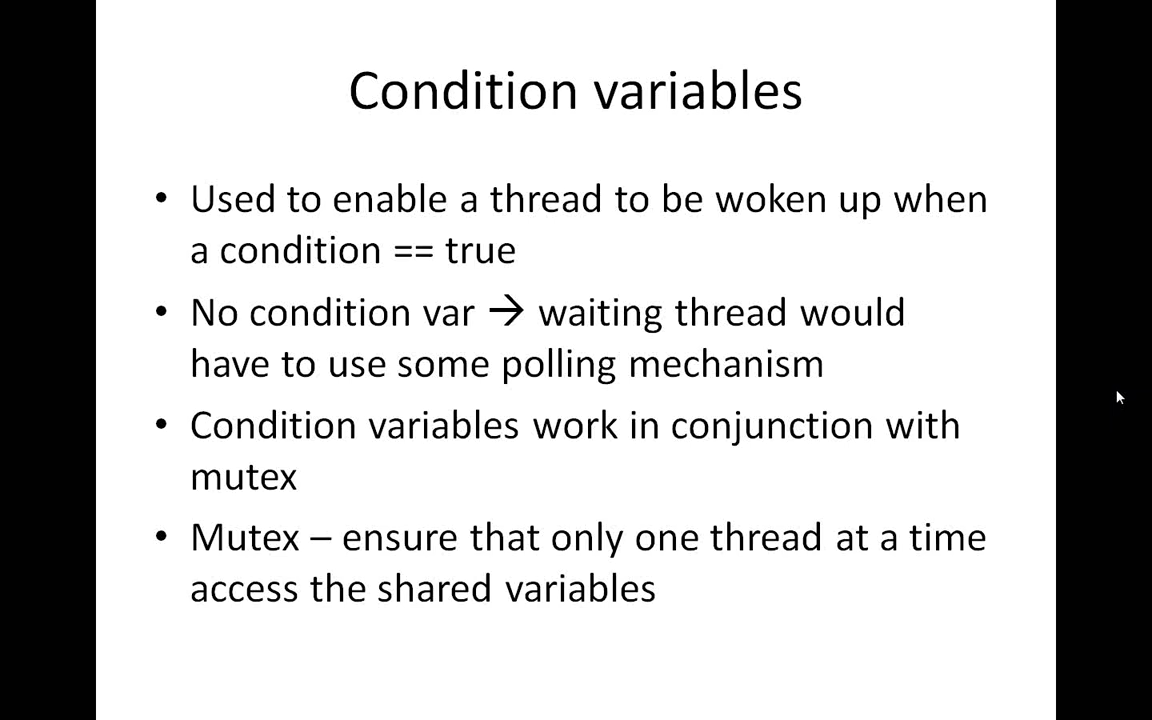 Condition variables
• Used to enable a thread to be woken up when
a condition == true
• No condition var → waiting thread would
have to use some polling mechanism
• Condition variables work in conjunction with
mutex
• Mutex – ensure that only one thread at a time
access the shared variables